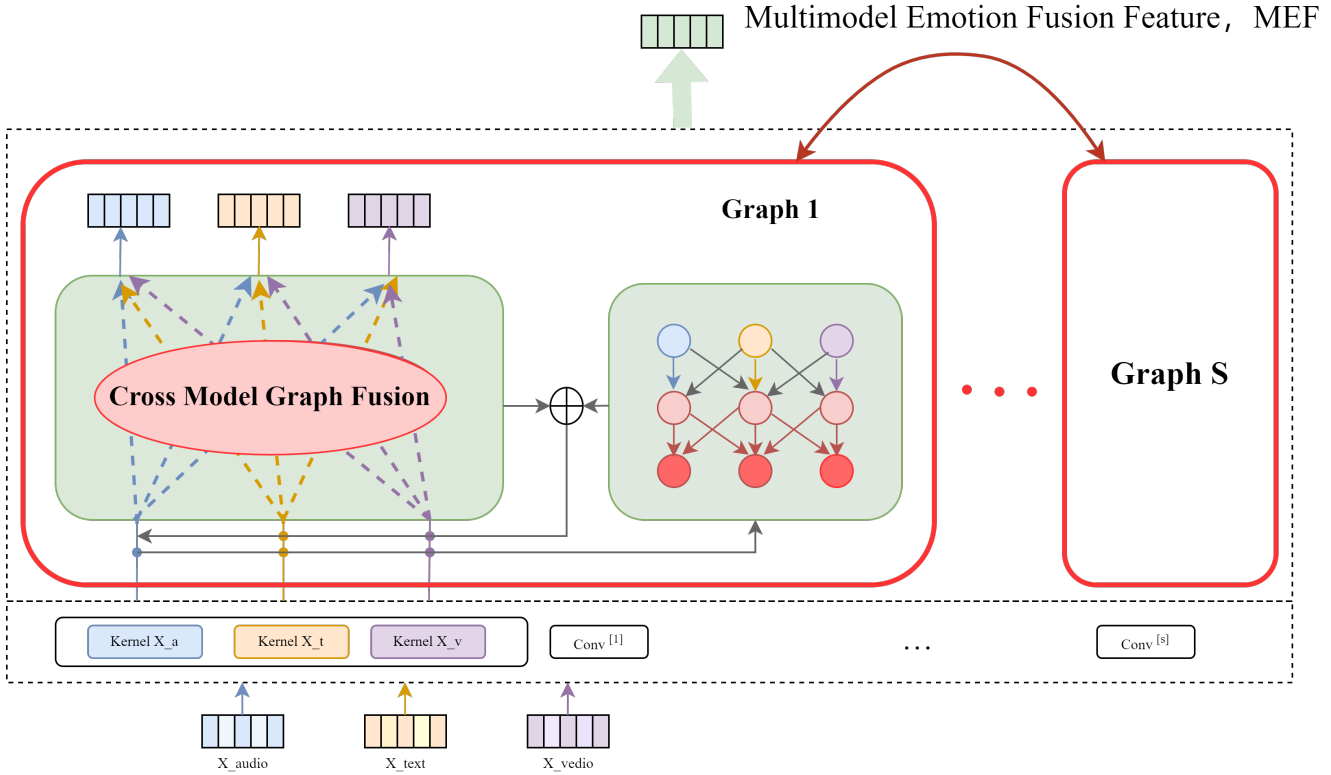 Multimodel Emotion Fusion Feature，MEF
Graph 1
Cross Model Graph Fusion
Graph S
Kernel X_a
Kernel X_t
Kernel X_v
Conv [1]
...
Conv [s]
X_audio
X_text
X_vedio